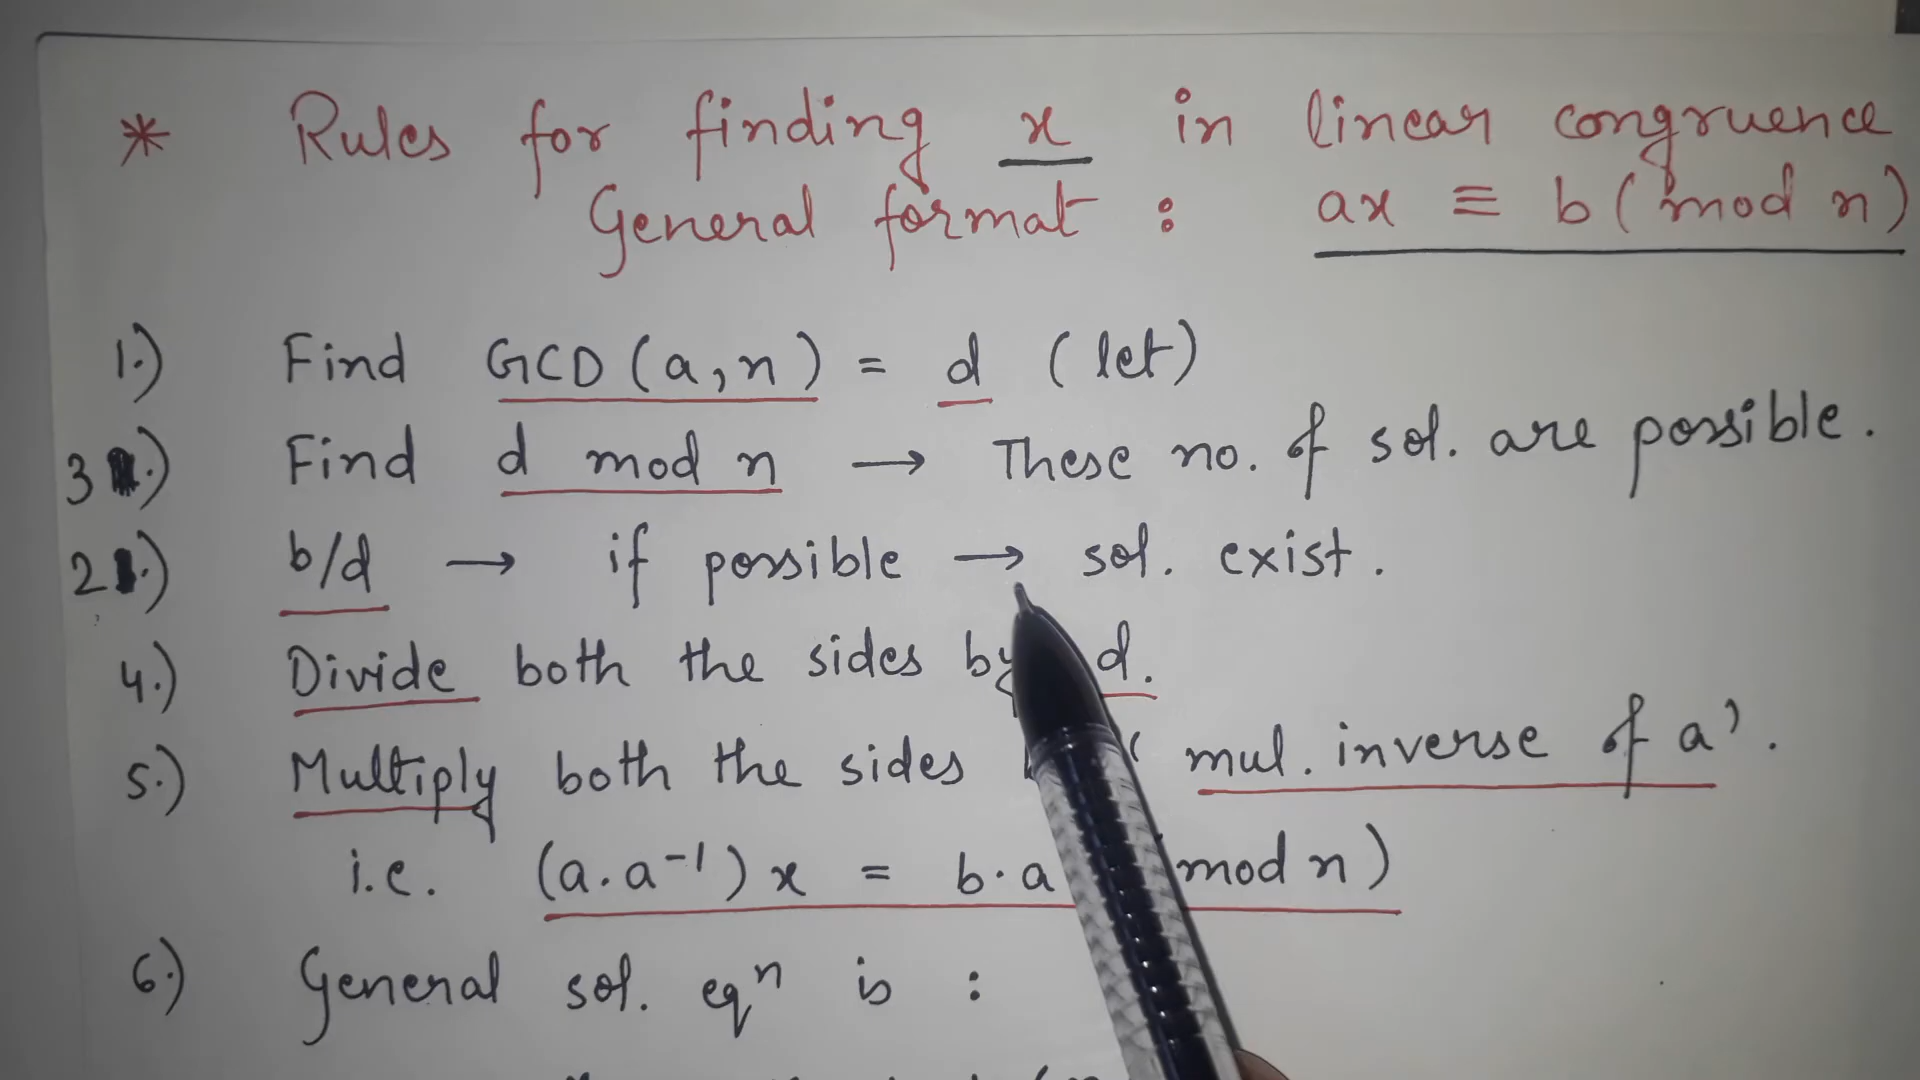 * Rules for finding x in linear congruence
General format : ax ≡ b ( mod n )
1.) Find GCD ( a , n ) = d ( let )
3.) Find d mod n → These no. of sol. are possible .
2.) b/d → if possible → sol. exist .
4.) Divide both the sides by d .
5.) Multiply both the sides ' mul . inverse of a ' .
i.e. ( a . a⁻¹ ) x = b . a mod n )
6.) General sol. eqⁿ is :